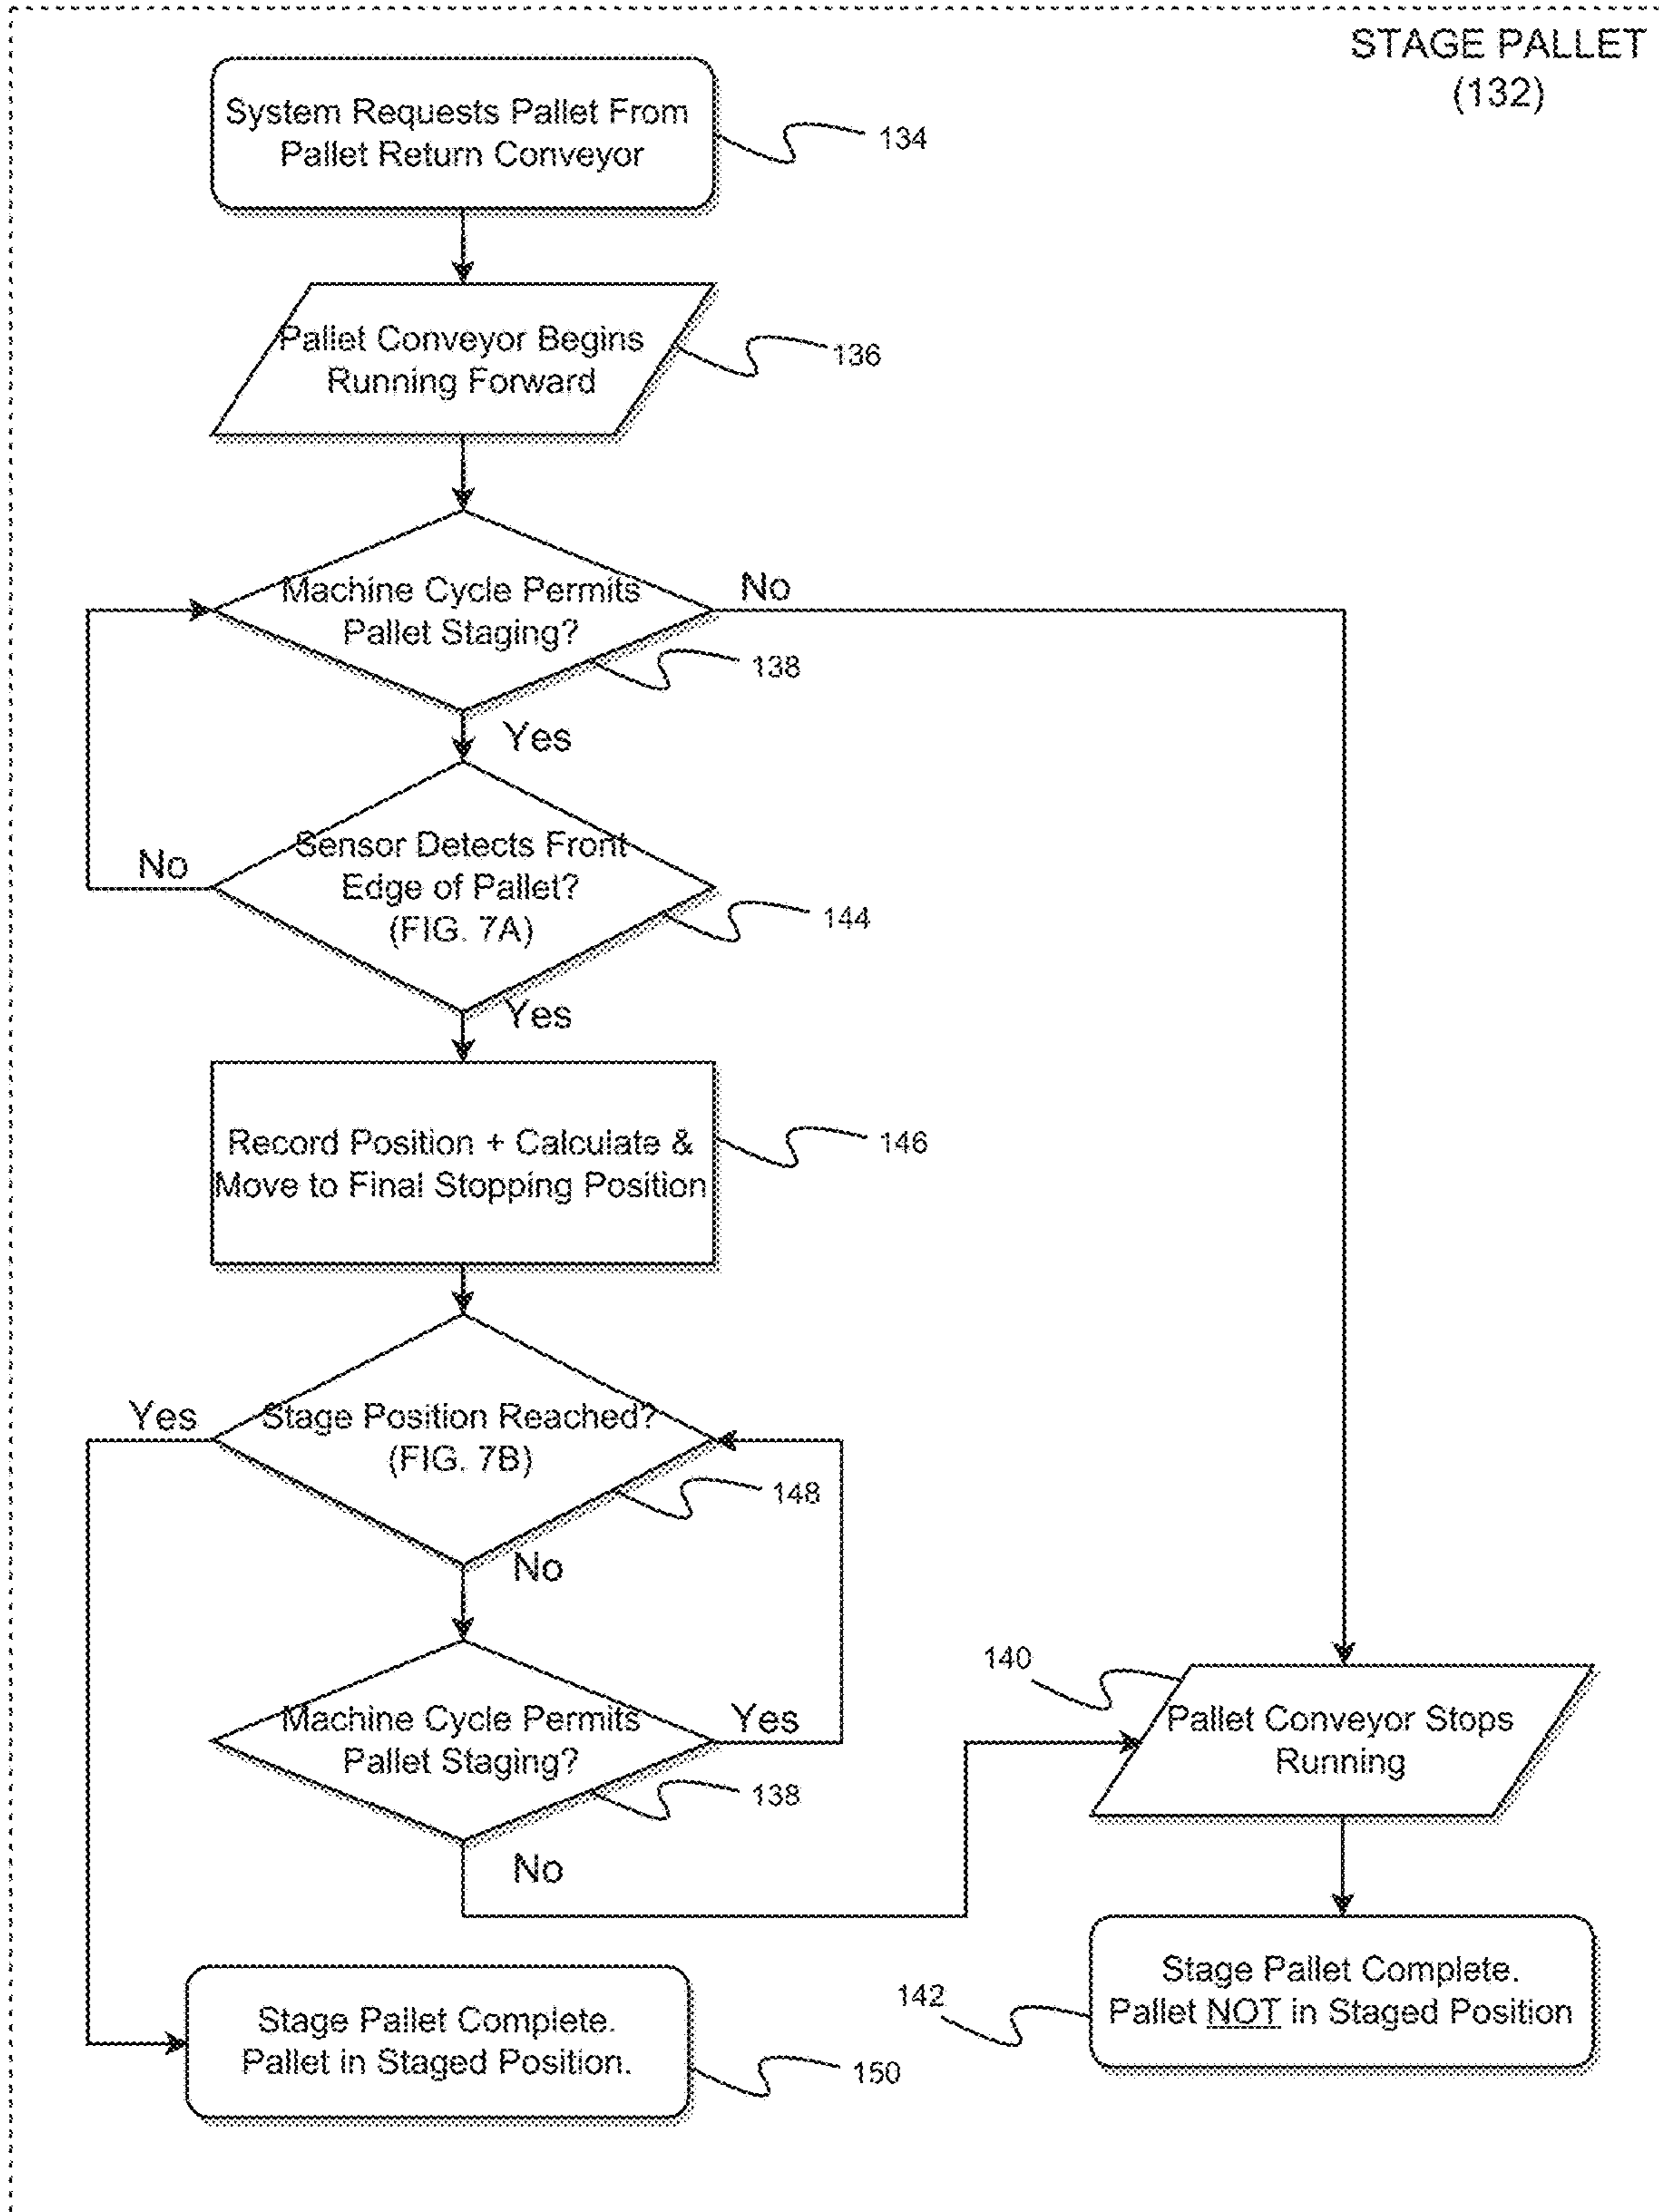 STAGE PALLET
(132)
System Requests Pallet From
Pallet Return Conveyor
134
Pallet Conveyor Begins
Running Forward
136
Machine Cycle Permits
Pallet Staging?
No
138
Yes
Sensor Detects Front
Edge of Pallet?
(FIG. 7A)
No
144
Yes
Record Position + Calculate &
Move to Final Stopping Position
146
Stage Position Reached?
(FIG. 7B)
Yes
148
No
Machine Cycle Permits
Pallet Staging?
Yes
138
No
140
Pallet Conveyor Stops
Running
Stage Pallet Complete.
Pallet NOT in Staged Position
142
Stage Pallet Complete.
Pallet in Staged Position.
150